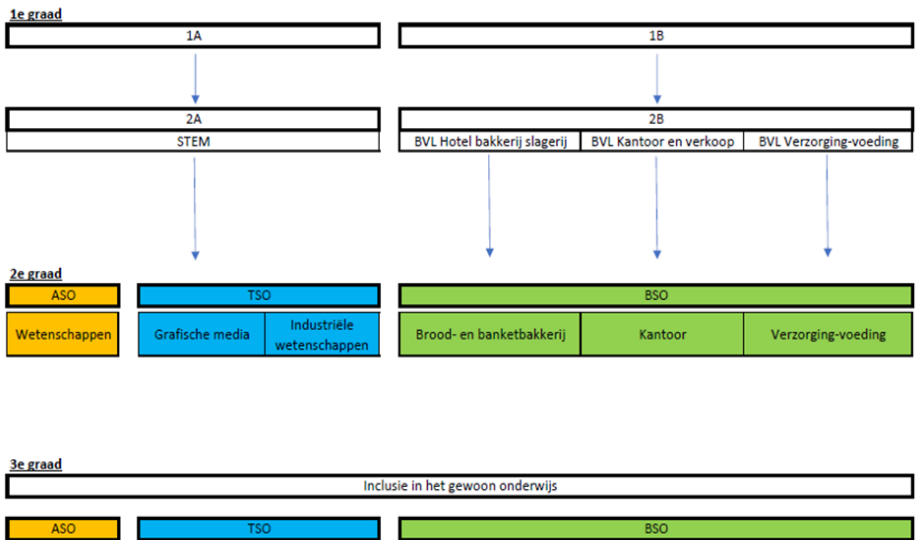 1e graad
1A
1B
2A
2B
STEM
BVL Hotel bakkerij slagerij
BVL Kantoor en verkoop
BVL Verzorging-voeding
2e graad
ASO
TSO
BSO
Wetenschappen
Grafische media
Industriële
wetenschappen
Brood- en banketbakkerij
Kantoor
Verzorging-voeding
3e graad
Inclusie in het gewoon onderwijs
ASO
TSO
BSO